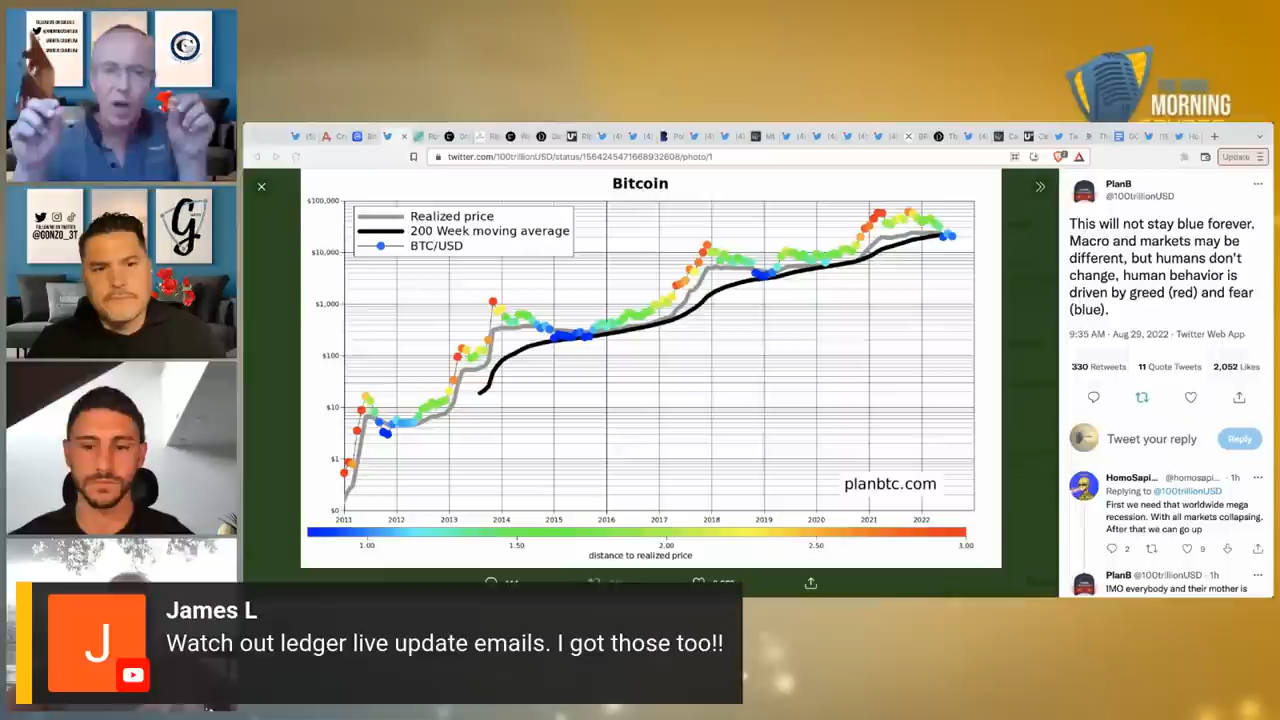 @GONZO_3T
MORNING
twitter.com/100trillionUSD/status/1564245471668932608/photo/1
Update
Bitcoin
Realized price
200 Week moving average
BTC/USD
$100,000
$10,000
$1,000
$100
$10
$1
$0
2011 2012 2013 2014 2015 2016 2017 2018 2019 2020 2021 2022
planbtc.com
1.00 1.50 2.00 2.50 3.00
distance to realized price
PlanB
@100trillionUSD
This will not stay blue forever.
Macro and markets may be
different, but humans don't
change, human behavior is
driven by greed (red) and fear
(blue).
9:35 AM · Aug 29, 2022 · Twitter Web App
330 Retweets 11 Quote Tweets 2,052 Likes
Tweet your reply
Reply
HomoSapi... @homosapi... · 1h
Replying to @100trillionUSD
First we need that worldwide mega
recession. With all markets collapsing.
After that we can go up
2 9
PlanB @100trillionUSD · 1h
IMO everybody and their mother is
J
James L
Watch out ledger live update emails. I got those too!!